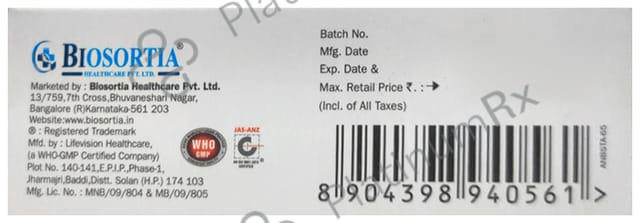 BIOSORTIA®
HEALTHCARE PVT. LTD.
Marketed by : Biosortia Healthcare Pvt. Ltd.
13/759,7th Cross,Bhuvaneshari Nagar,
Bangalore (R)Karnataka-561 203
Website:www.biosortia.in
® : Registered Trademark
Mfd. by : Lifevision Healthcare,
(a WHO-GMP Certified Company)
Plot No. 140-141,E.P.I.P.,Phase-1,
Jharmajri,Baddi,Distt. Solan (H.P.) 174 103
Mfg. Lic. No. : MNB/09/804 & MB/09/805
WHO
GMP
JAS-ANZ
Batch No.
Mfg. Date
Exp. Date &
Max. Retail Price ₹. :→
(Incl. of All Taxes)
8 904398 940561 >
ANBSTA-65
PlatinumRx